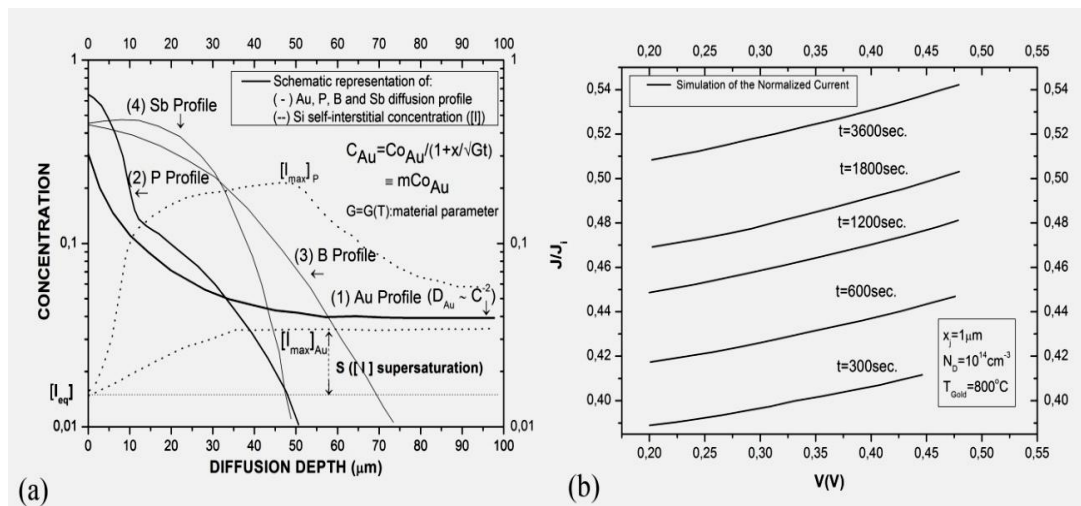 0 10 20 30 40 50 60 70 80 90 100
1
0,1
0,01
1
0,1
0,01
CONCENTRATION
[I_eq]
Schematic representation of:
( - ) Au, P, B and Sb diffusion profile
(--) Si self-interstitial concentration ([I])
(4) Sb Profile
C_Au=Co_Au/(1+x/√Gt)
≡ mCo_Au
G=G(T):material parameter
[I_max]_P
(2) P Profile
←
(3) B Profile
←
(1) Au Profile (D_Au ~ C_I^-2)
[I_max]_Au
S ([ I ] supersaturation)
0 10 20 30 40 50 60 70 80 90 100
DIFFUSION DEPTH (μm)
(a)
0,20 0,25 0,30 0,35 0,40 0,45 0,50 0,55
Simulation of the Normalized Current
0,54
0,52
0,50
0,48
0,46
0,44
0,42
0,40
0,54
0,52
0,50
0,48
0,46
0,44
0,42
0,40
J/J_i
t=3600sec.
t=1800sec.
t=1200sec.
t=600sec.
t=300sec.
x_j=1μm
N_D=10^14cm^-3
T_Gold=800°C
0,20 0,25 0,30 0,35 0,40 0,45 0,50 0,55
V(V)
(b)